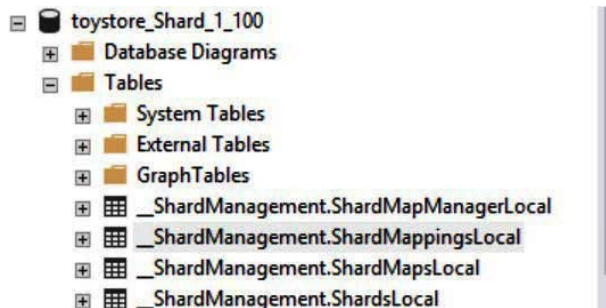 toystore_Shard_1_100
Database Diagrams
Tables
System Tables
External Tables
GraphTables
__ShardManagement.ShardMapManagerLocal
__ShardManagement.ShardMappingsLocal
__ShardManagement.ShardMapsLocal
__ShardManagement.ShardsLocal